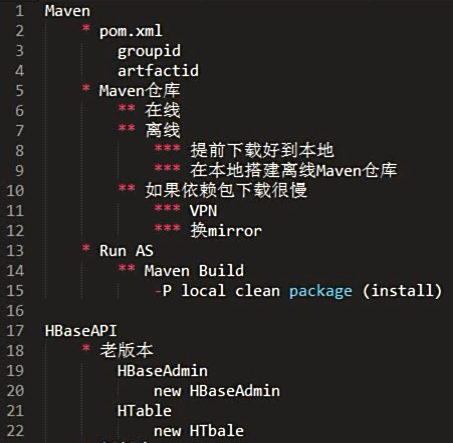 1 Maven
2 * pom.xml
3 groupid
4 artfactid
5 * Maven仓库
6 ** 在线
7 ** 离线
8 *** 提前下载好到本地
9 *** 在本地搭建离线Maven仓库
10 ** 如果依赖包下载很慢
11 *** VPN
12 *** 换mirror
13 * Run AS
14 ** Maven Build
15 -P local clean package (install)
16
17 HBaseAPI
18 * 老版本
19 HBaseAdmin
20 new HBaseAdmin
21 HTable
22 new HTbale